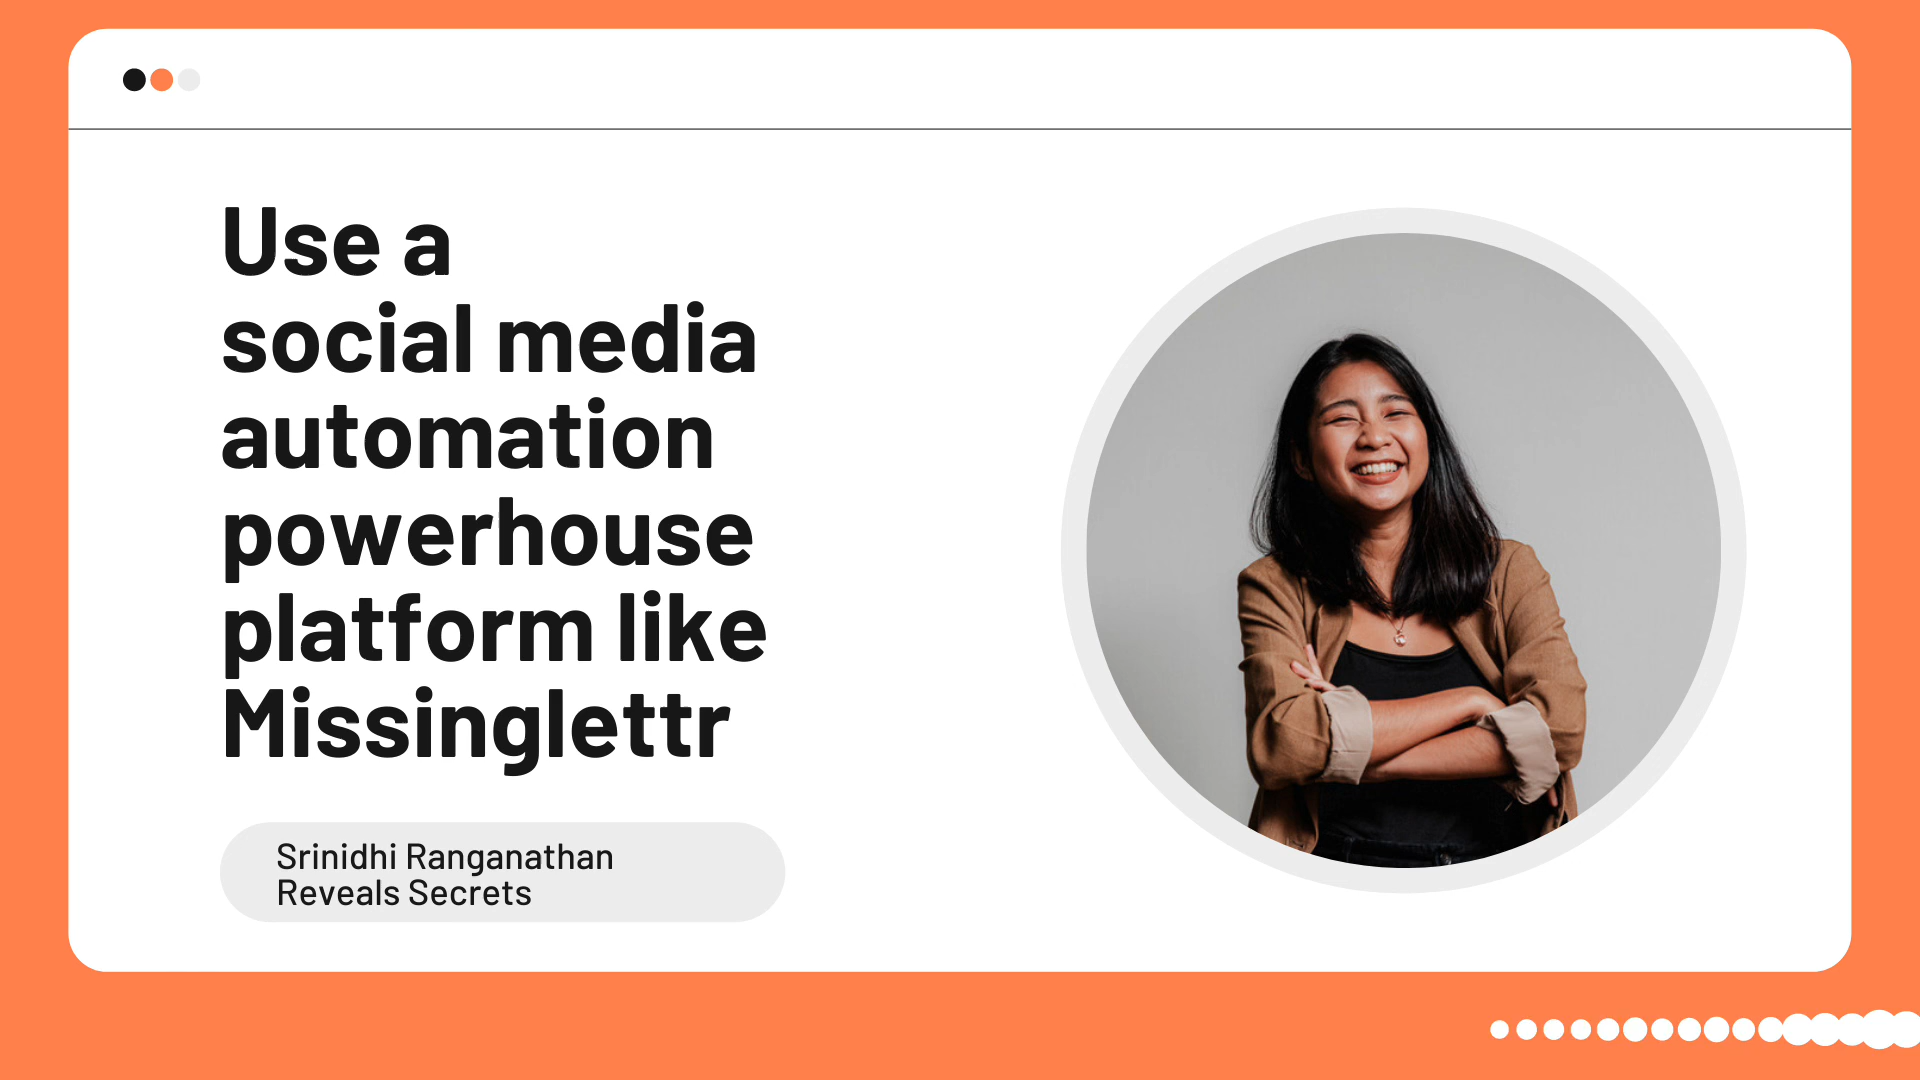 Use a
social media
automation
powerhouse
platform like
Missinglettr
Srinidhi Ranganathan
Reveals Secrets